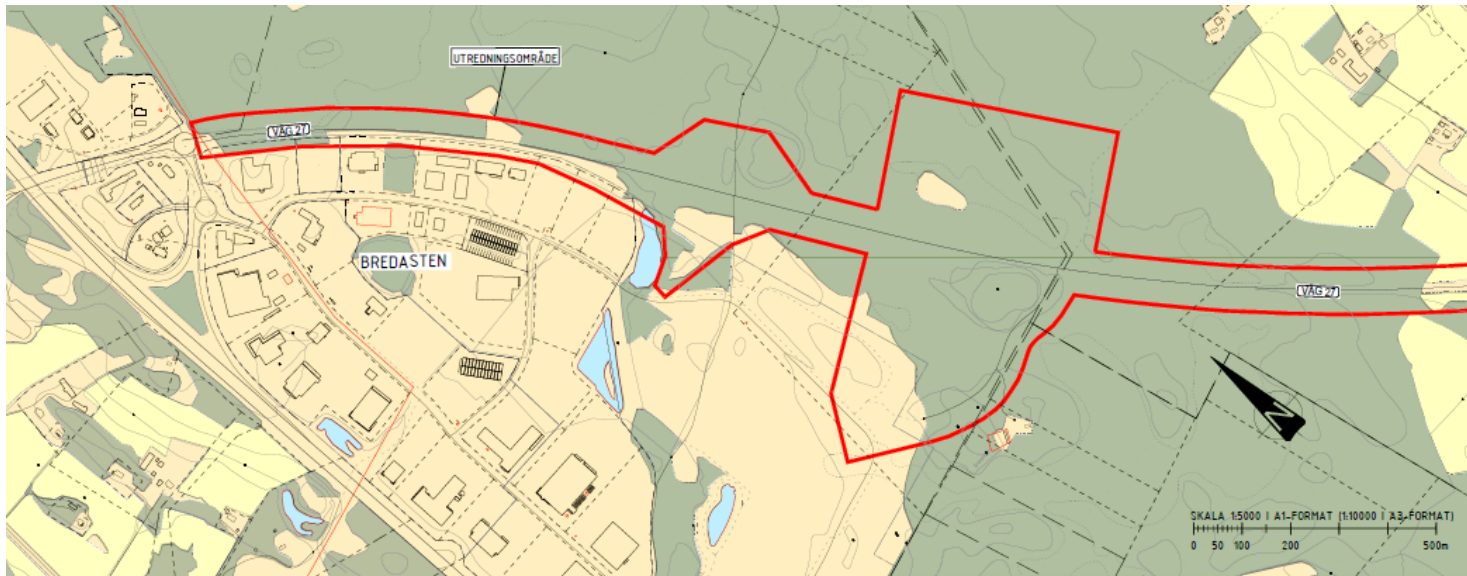 UTREDNINGSOMRÅDE
VÄG 27
BREDASTEN
VÄG 27
N
SKALA 1:5000 I A1-FORMAT (1:10000 I A3-FORMAT)
0 50 100 200 500m